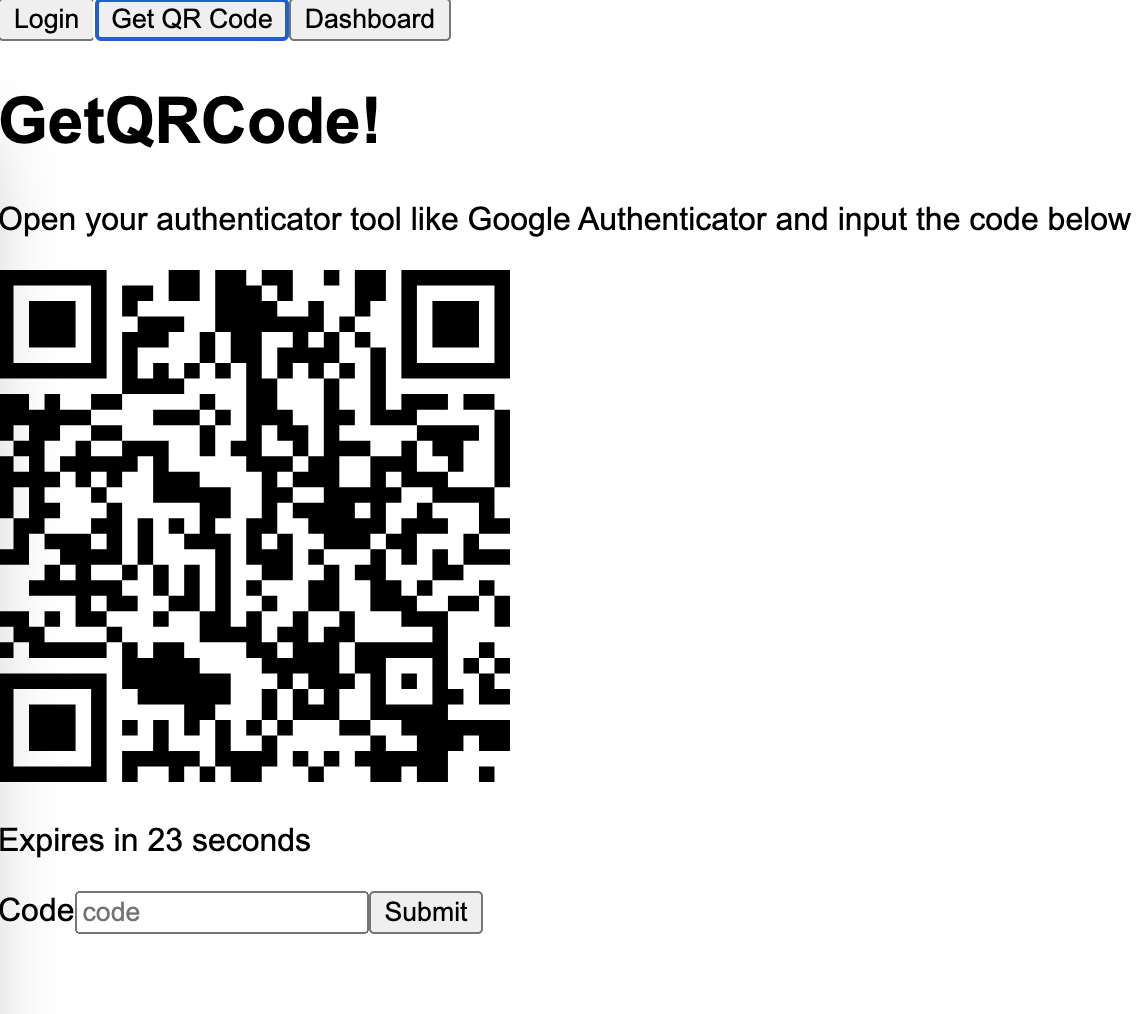 Login Get QR Code Dashboard
GetQRCode!
Open your authenticator tool like Google Authenticator and input the code below
Expires in 23 seconds
Code code Submit